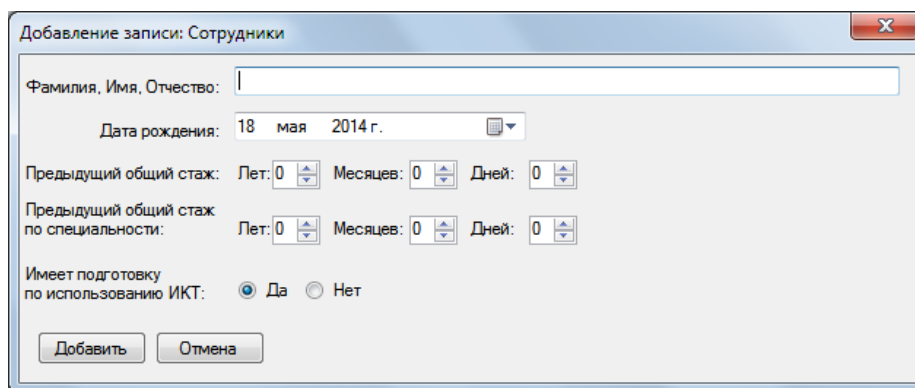 Добавление записи: Сотрудники
Фамилия, Имя, Отчество:
Дата рождения: 18 мая 2014 г.
Предыдущий общий стаж: Лет: 0 Месяцев: 0 Дней: 0
Предыдущий общий стаж
по специальности: Лет: 0 Месяцев: 0 Дней: 0
Имеет подготовку
по использованию ИКТ: Да Нет
Добавить Отмена